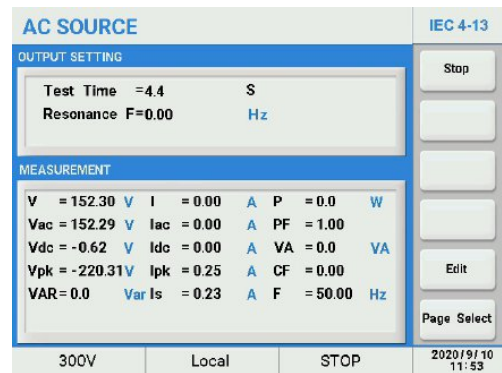 AC SOURCE
IEC 4-13
OUTPUT SETTING
Test Time =4.4 S
Resonance F=0.00 Hz
MEASUREMENT
V = 152.30 V I = 0.00 A P = 0.0 W
Vac = 152.29 V Iac = 0.00 A PF = 1.00
Vdc = -0.62 V Idc = 0.00 A VA = 0.0 VA
Vpk = -220.31V Ipk = 0.25 A CF = 0.00
VAR= 0.0 Var Is = 0.23 A F = 50.00 Hz
Stop
Edit
Page Select
300V Local STOP
2020/9/10
11:53